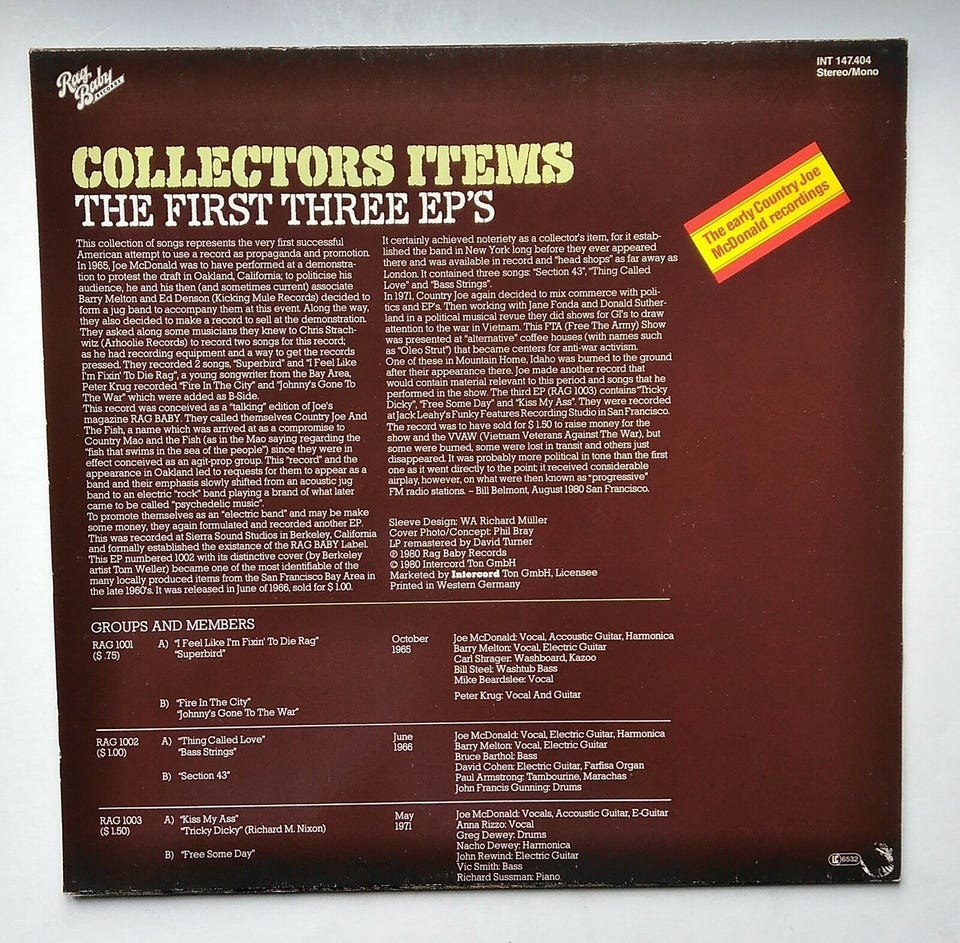 Rag Baby RECORDS
INT 147.404
Stereo/Mono
COLLECTORS ITEMS
THE FIRST THREE EP'S
The early Country Joe
McDonald recordings
This collection of songs represents the very first successful
American attempt to use a record as propaganda and promotion.
In 1965, Joe McDonald was to have performed at a demonstra-
tion to protest the draft in Oakland, California; to politicise his
audience, he and his then (and sometimes current) associate
Barry Melton and Ed Denson (Kicking Mule Records) decided to
form a jug band to accompany them at this event. Along the way,
they also decided to make a record to sell at the demonstration.
They asked along some musicians they knew to Chris Strach-
witz (Arhoolie Records) to record two songs for this record;
as he had recording equipment and a way to get the records
pressed. They recorded 2 songs, "Superbird" and "I Feel Like
I'm Fixin' To Die Rag", a young songwriter from the Bay Area,
Peter Krug recorded "Fire In The City" and "Johnny's Gone To
The War" which were added as B-Side.
This record was conceived as a "talking" edition of Joe's
magazine RAG BABY. They called themselves Country Joe And
The Fish, a name which was arrived at as a compromise to
Country Mao and the Fish (as in the Mao saying regarding the
"fish that swims in the sea of the people") since they were in
effect conceived as an agit-prop group. This "record" and the
appearance in Oakland led to requests for them to appear as a
band and their emphasis slowly shifted from an acoustic jug
band to an electric "rock" band playing a brand of what later
came to be called "psychedelic music".
To promote themselves as an "electric band" and may be make
some money, they again formulated and recorded another EP.
This was recorded at Sierra Sound Studios in Berkeley, California
and formally established the existance of the RAG BABY Label.
This EP numbered 1002 with its distinctive cover (by Berkeley
artist Tom Weller) became one of the most identifiable of the
many locally produced items from the San Francisco Bay Area in
the late 1960's. It was released in June of 1966, sold for $ 1.00.
It certainly achieved noteriety as a collector's item, for it estab-
lished the band in New York long before they ever appeared
there and was available in record and "head shops" as far away as
London. It contained three songs: "Section 43", "Thing Called
Love" and "Bass Strings".
In 1971, Country Joe again decided to mix commerce with poli-
tics and EP's. Then working with Jane Fonda and Donald Suther-
land in a political musical revue they did shows for GI's to draw
attention to the war in Vietnam. This FTA (Free The Army) Show
was presented at "alternative" coffee houses (with names such
as "Oleo Strut") that became centers for anti-war activism.
One of these in Mountain Home, Idaho was burned to the ground
after their appearance there. Joe made another record that
would contain material relevant to this period and songs that he
performed in the show. The third EP (RAG 1003) contains "Tricky
Dicky", "Free Some Day" and "Kiss My Ass". They were recorded
at Jack Leahy's Funky Features Recording Studio in San Francisco.
The record was to have sold for $ 1.50 to raise money for the
show and the VVAW (Vietnam Veterans Against The War), but
some were burned, some were lost in transit and others just
disappeared. It was probably more political in tone than the first
one as it went directly to the point; it received considerable
airplay, however, on what were then known as "progressive"
FM radio stations. – Bill Belmont, August 1980 San Francisco.
Sleeve Design: WA Richard Müller
Cover Photo/Concept: Phil Bray
LP remastered by David Turner
℗ 1980 Rag Baby Records
© 1980 Intercord Ton GmbH
Marketed by Intercord Ton GmbH, Licensee
Printed in Western Germany
GROUPS AND MEMBERS
RAG 1001 A) "I Feel Like I'm Fixin' To Die Rag" October Joe McDonald: Vocal, Accoustic Guitar, Harmonica
($ .75) "Superbird" 1965 Barry Melton: Vocal, Electric Guitar
Carl Shrager: Washboard, Kazoo
Bill Steel: Washtub Bass
Mike Beardslee: Vocal
B) "Fire In The City" Peter Krug: Vocal And Guitar
"Johnny's Gone To The War"
RAG 1002 A) "Thing Called Love" June Joe McDonald: Vocal, Electric Guitar, Harmonica
($ 1.00) "Bass Strings" 1966 Barry Melton: Vocal, Electric Guitar
Bruce Barthol: Bass
David Cohen: Electric Guitar, Farfisa Organ
B) "Section 43" Paul Armstrong: Tambourine, Marachas
John Francis Gunning: Drums
RAG 1003 A) "Kiss My Ass" May Joe McDonald: Vocals, Accoustic Guitar, E-Guitar
($ 1.50) "Tricky Dicky" (Richard M. Nixon) 1971 Anna Rizzo: Vocal
Greg Dewey: Drums
Nacho Dewey: Harmonica
B) "Free Some Day" John Rewind: Electric Guitar
Vic Smith: Bass
Richard Sussman: Piano
LC 6532